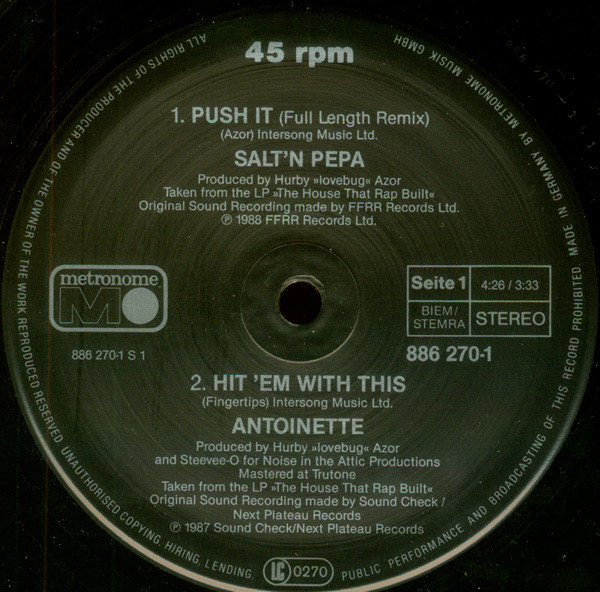 45 rpm
1. PUSH IT (Full Length Remix)
(Azor) Intersong Music Ltd.
SALT'N PEPA
Produced by Hurby »lovebug« Azor
Taken from the LP »The House That Rap Built«
Original Sound Recording made by FFRR Records Ltd.
℗ 1988 FFRR Records Ltd.
metronome
M
886 270-1 S 1
Seite 1
4:26 / 3:33
BIEM/
STEMRA
STEREO
886 270-1
2. HIT 'EM WITH THIS
(Fingertips) Intersong Music Ltd.
ANTOINETTE
Produced by Hurby »lovebug« Azor
and Steevee-O for Noise in the Attic Productions
Mastered at Trutone
Taken from the LP »The House That Rap Built«
Original Sound Recording made by Sound Check /
Next Plateau Records
℗ 1987 Sound Check/Next Plateau Records
LC 0270
ALL RIGHTS OF THE PRODUCER AND OF THE OWNER OF THE WORK REPRODUCED RESERVED. UNAUTHORISED COPYING, HIRING, LENDING, PUBLIC PERFORMANCE AND BROADCASTING OF THIS RECORD PROHIBITED. MADE IN GERMANY BY METRONOME MUSIK GMBH